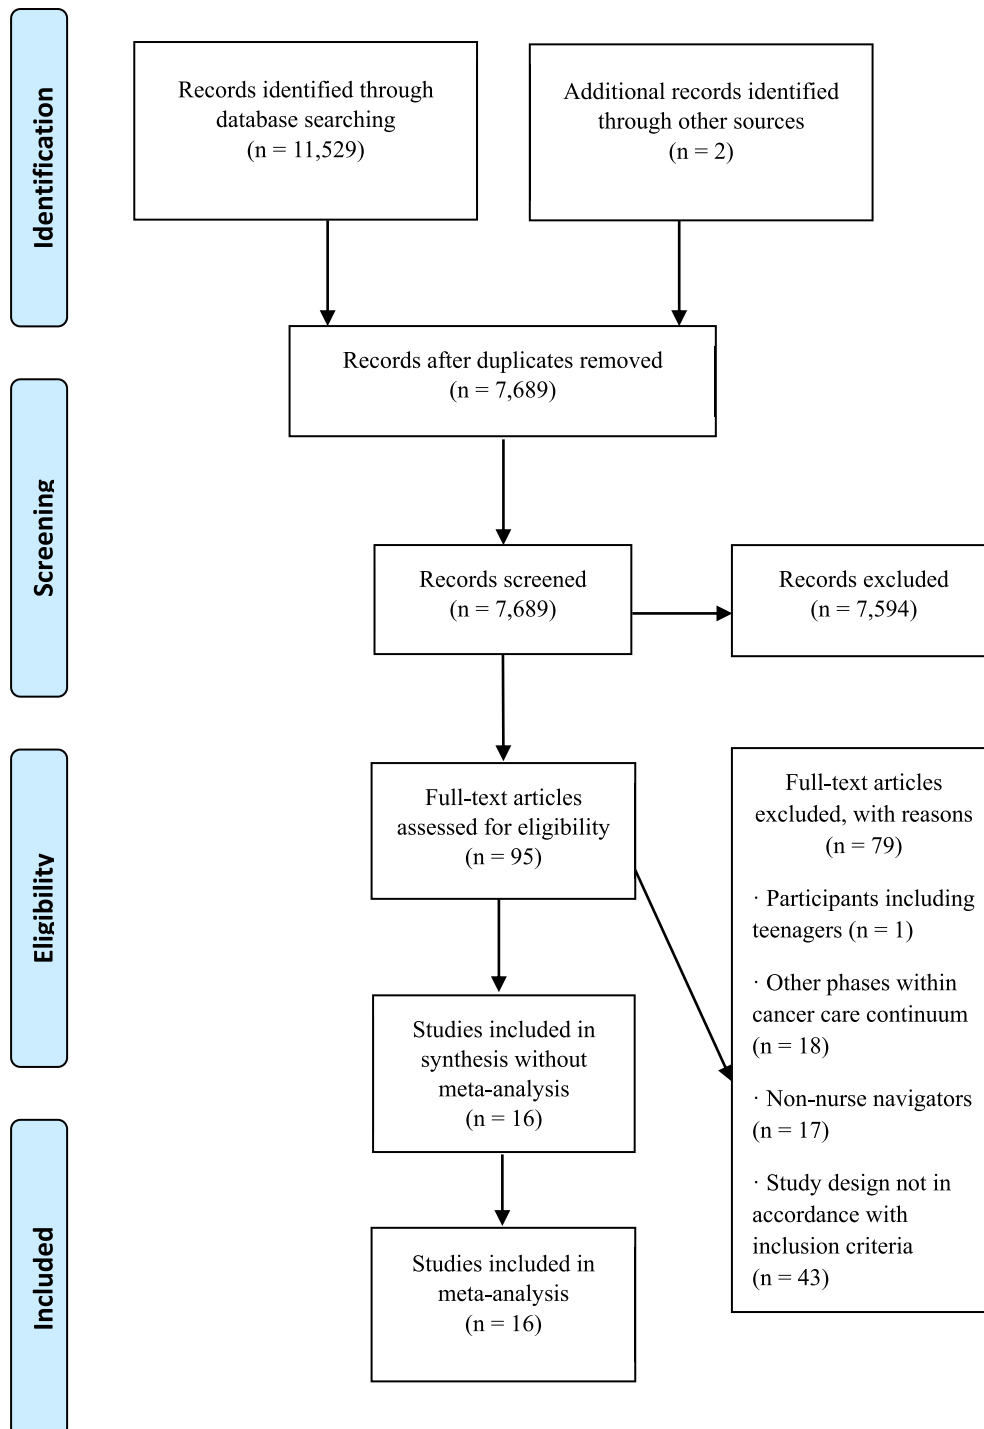 Identification
Records identified through
database searching
(n = 11,529)
Additional records identified
through other sources
(n = 2)
Records after duplicates removed
(n = 7,689)
Screening
Records screened
(n = 7,689)
Records excluded
(n = 7,594)
Eligibility
Full-text articles
assessed for eligibility
(n = 95)
Full-text articles
excluded, with reasons
(n = 79)
· Participants including
teenagers (n = 1)
· Other phases within
cancer care continuum
(n = 18)
· Non-nurse navigators
(n = 17)
· Study design not in
accordance with
inclusion criteria
(n = 43)
Studies included in
synthesis without
meta-analysis
(n = 16)
Included
Studies included in
meta-analysis
(n = 16)